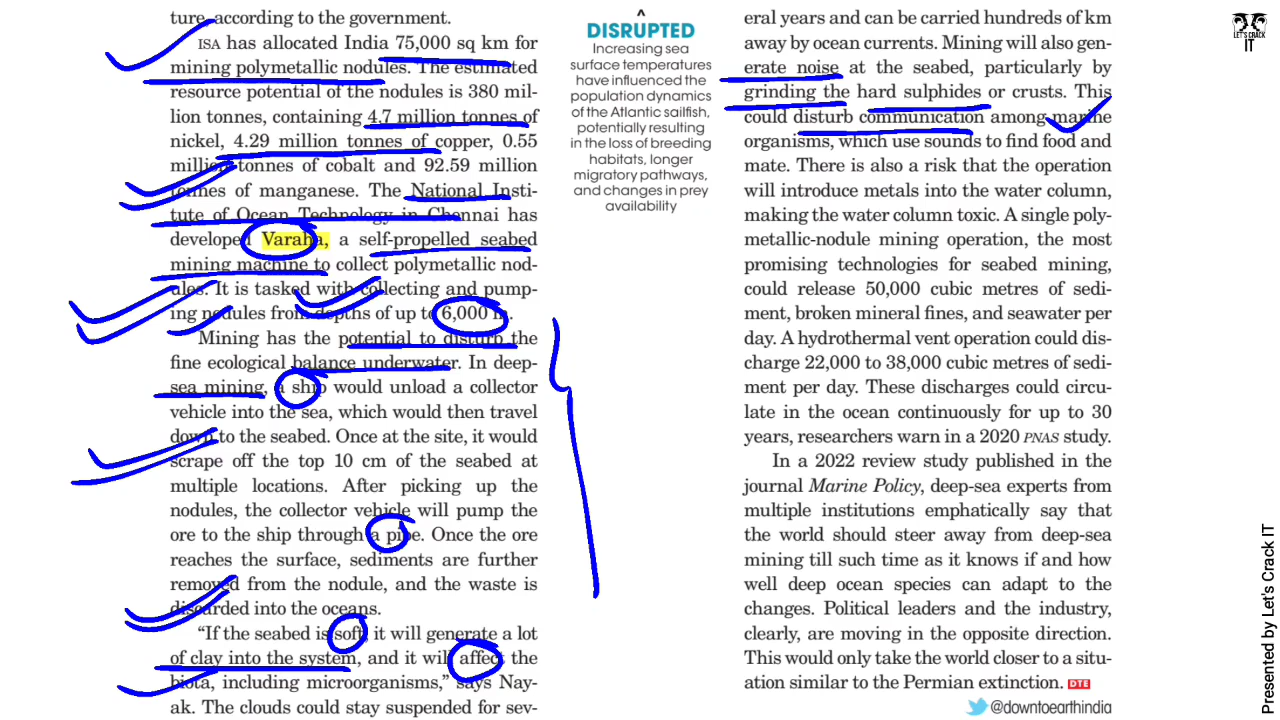 ture, according to the government.
ISA has allocated India 75,000 sq km for
mining polymetallic nodules. The estimated
resource potential of the nodules is 380 mil-
lion tonnes, containing 4.7 million tonnes of
nickel, 4.29 million tonnes of copper, 0.55
million tonnes of cobalt and 92.59 million
tonnes of manganese. The National Insti-
tute of Ocean Technology in Chennai has
developed Varaha, a self-propelled seabed
mining machine to collect polymetallic nod-
ules. It is tasked with collecting and pump-
ing nodules from depths of up to 6,000 m.
Mining has the potential to disturb the
fine ecological balance underwater. In deep-
sea mining, a ship would unload a collector
vehicle into the sea, which would then travel
down to the seabed. Once at the site, it would
scrape off the top 10 cm of the seabed at
multiple locations. After picking up the
nodules, the collector vehicle will pump the
ore to the ship through a pipe. Once the ore
reaches the surface, sediments are further
removed from the nodule, and the waste is
discarded into the oceans.
“If the seabed is soft, it will generate a lot
of clay into the system, and it will affect the
biota, including microorganisms,” says Nay-
ak. The clouds could stay suspended for sev-
DISRUPTED
Increasing sea
surface temperatures
have influenced the
population dynamics
of the Atlantic sailfish,
potentially resulting
in the loss of breeding
habitats, longer
migratory pathways,
and changes in prey
availability
eral years and can be carried hundreds of km
away by ocean currents. Mining will also gen-
erate noise at the seabed, particularly by
grinding the hard sulphides or crusts. This
could disturb communication among marine
organisms, which use sounds to find food and
mate. There is also a risk that the operation
will introduce metals into the water column,
making the water column toxic. A single poly-
metallic-nodule mining operation, the most
promising technologies for seabed mining,
could release 50,000 cubic metres of sedi-
ment, broken mineral fines, and seawater per
day. A hydrothermal vent operation could dis-
charge 22,000 to 38,000 cubic metres of sedi-
ment per day. These discharges could circu-
late in the ocean continuously for up to 30
years, researchers warn in a 2020 PNAS study.
In a 2022 review study published in the
journal Marine Policy, deep-sea experts from
multiple institutions emphatically say that
the world should steer away from deep-sea
mining till such time as it knows if and how
well deep ocean species can adapt to the
changes. Political leaders and the industry,
clearly, are moving in the opposite direction.
This would only take the world closer to a situ-
ation similar to the Permian extinction. DTE
@downtoearthindia
LET'S CRACK
IT
Presented by Let's Crack IT